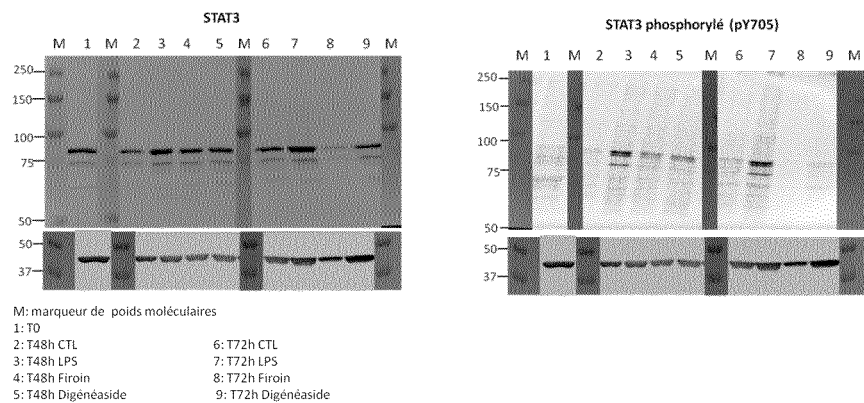 STAT3
M 1 M 2 3 4 5 M 6 7 8 9 M
250
150
100
75
50
50
37
STAT3 phosphorylé (pY705)
M 1 M 2 3 4 5 M 6 7 8 9 M
250
150
100
75
50
50
37
M: marqueur de poids moléculaires
1: T0
2: T48h CTL 6: T72h CTL
3: T48h LPS 7: T72h LPS
4: T48h Firoin 8: T72h Firoin
5: T48h Digénéaside 9: T72h Digénéaside